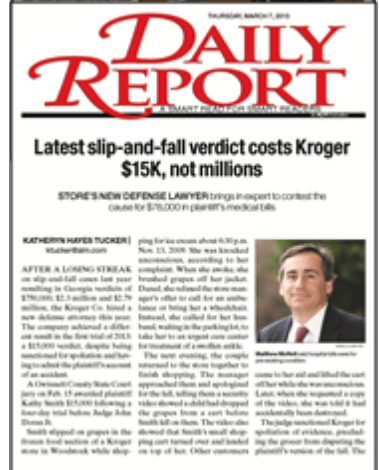 THURSDAY, MARCH 7, 2013
DAILY
REPORT
A SMART READ FOR SMART READERS
Latest slip-and-fall verdict costs Kroger
$15K, not millions
STORE'S NEW DEFENSE LAWYER brings in expert to contest the
cause for $78,000 in plaintiff's medical bills
KATHERYN HAYES TUCKER |
ktucker@alm.com
AFTER A LOSING STREAK
on slip-and-fall cases last year
resulting in Georgia verdicts of
$750,000, $2.3 million and $2.79
million, the Kroger Co. hired a
new defense attorney this year.
The company achieved a differ-
ent result in the first trial of 2013:
a $15,000 verdict, despite being
sanctioned for spoliation and hav-
ing to admit the plaintiff's account
of an accident.
A Gwinnett County State Court
jury on Feb. 15 awarded plaintiff
Kathy Smith $15,000 following a
four-day trial before Judge John
Doran Jr.
Smith slipped on grapes in the
frozen food section of a Kroger
store in Woodstock while shop-
ping for ice cream about 6:30 p.m.
Nov. 13, 2009. She was knocked
unconscious, according to her
complaint. When she awoke, she
brushed grapes off her jacket.
Dazed, she refused the store man-
ager's offer to call for an ambu-
lance or bring her a wheelchair.
Instead, she called for her hus-
band, waiting in the parking lot, to
take her to an urgent care center
for treatment of a swollen ankle.
The next evening, the couple
returned to the store together to
finish shopping. The manager
approached them and apologized
for the fall, telling them a security
video showed a child had dropped
the grapes from a cart before
Smith fell on them. The video also
showed that Smith's small shop-
ping cart turned over and landed
on top of her. Other customers
said hospital bills were for
pre-existing condition.
came to her aid and lifted the cart
off her while she was unconscious.
Later, when she requested a copy
of the video, she was told it had
accidentally been destroyed.
The judge sanctioned Kroger for
spoliation of evidence, preclud-
ing the grocer from disputing the
plaintiff's version of the fall. The